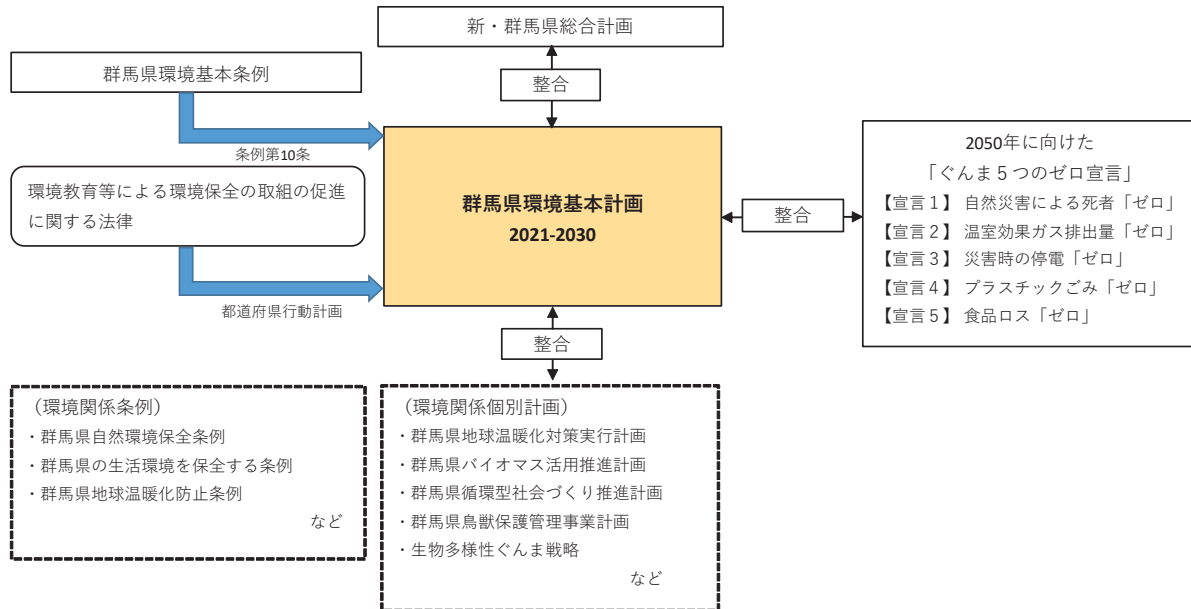 新・群馬県総合計画
整合
群馬県環境基本条例
条例第10条
環境教育等による環境保全の取組の促進
に関する法律
都道府県行動計画
群馬県環境基本計画
2021-2030
整合
2050年に向けた
「ぐんま５つのゼロ宣言」
【宣言１】 自然災害による死者「ゼロ」
【宣言２】 温室効果ガス排出量「ゼロ」
【宣言３】 災害時の停電「ゼロ」
【宣言４】 プラスチックごみ「ゼロ」
【宣言５】 食品ロス「ゼロ」
整合
（環境関係条例）
・群馬県自然環境保全条例
・群馬県の生活環境を保全する条例
・群馬県地球温暖化防止条例
など
（環境関係個別計画）
・群馬県地球温暖化対策実行計画
・群馬県バイオマス活用推進計画
・群馬県循環型社会づくり推進計画
・群馬県鳥獣保護管理事業計画
・生物多様性ぐんま戦略
など